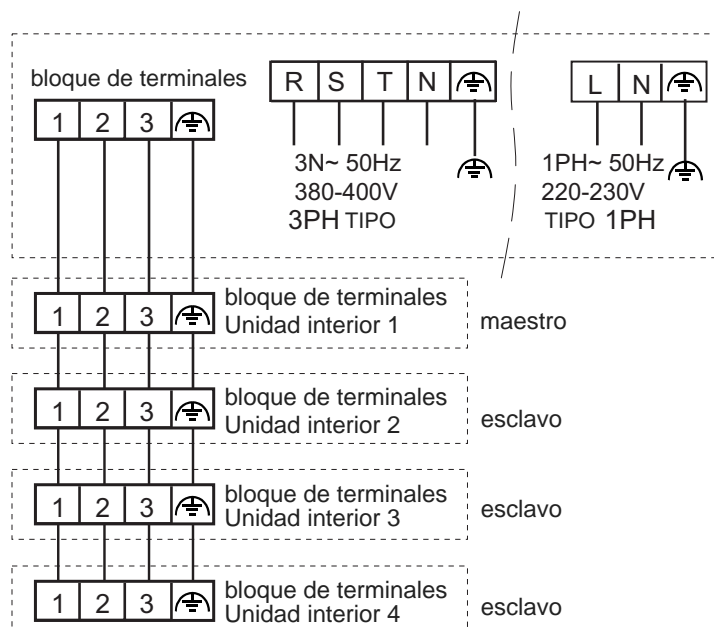 bloque de terminales
1 2 3
R S T N
3N~ 50Hz
380-400V
3PH TIPO
L N
1PH~ 50Hz
220-230V
TIPO 1PH
1 2 3
bloque de terminales
Unidad interior 1
maestro
1 2 3
bloque de terminales
Unidad interior 2
esclavo
1 2 3
bloque de terminales
Unidad interior 3
esclavo
1 2 3
bloque de terminales
Unidad interior 4
esclavo